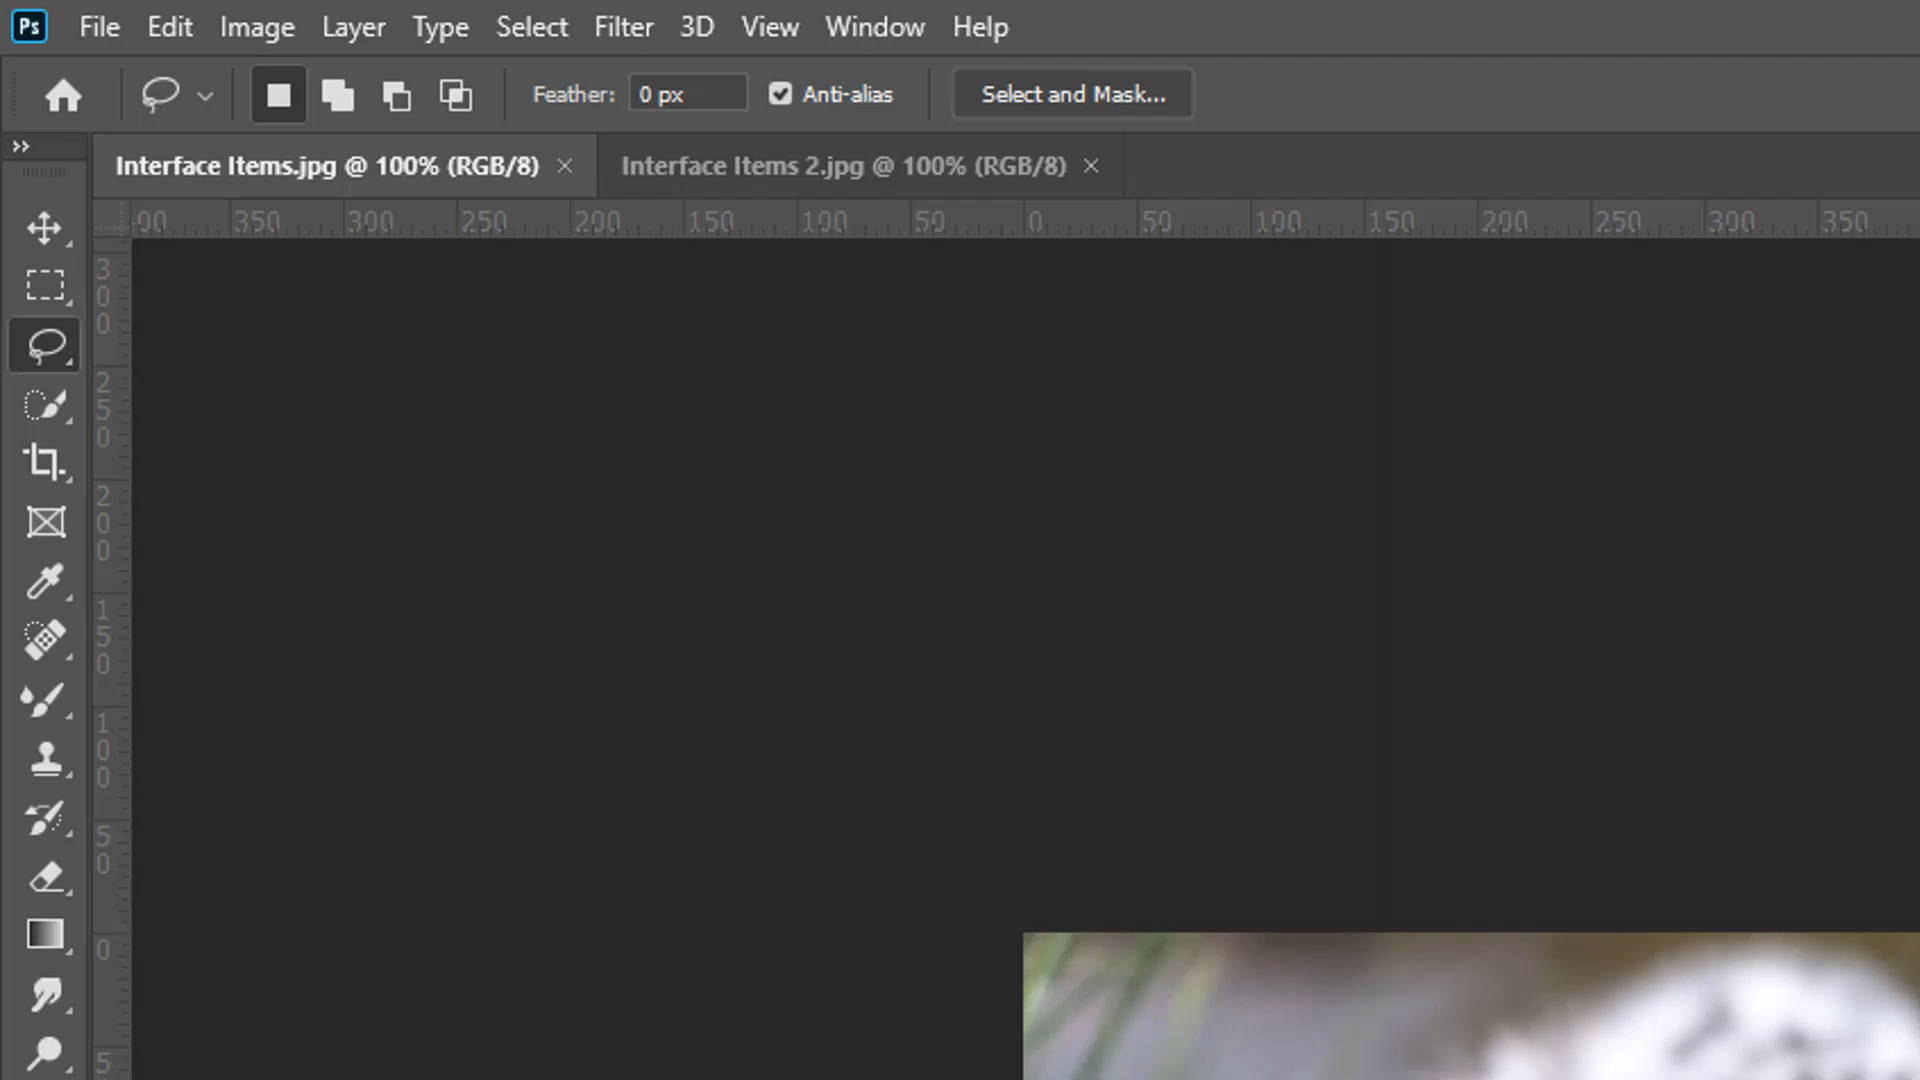 Ps File Edit Image Layer Type Select Filter 3D View Window Help
Feather: 0 px Anti-alias Select and Mask...
Interface Items.jpg @ 100% (RGB/8) × Interface Items 2.jpg @ 100% (RGB/8) ×
00 350 300 250 200 150 100 50 0 50 100 150 200 250 300 350
300
250
200
150
100
50
0
5